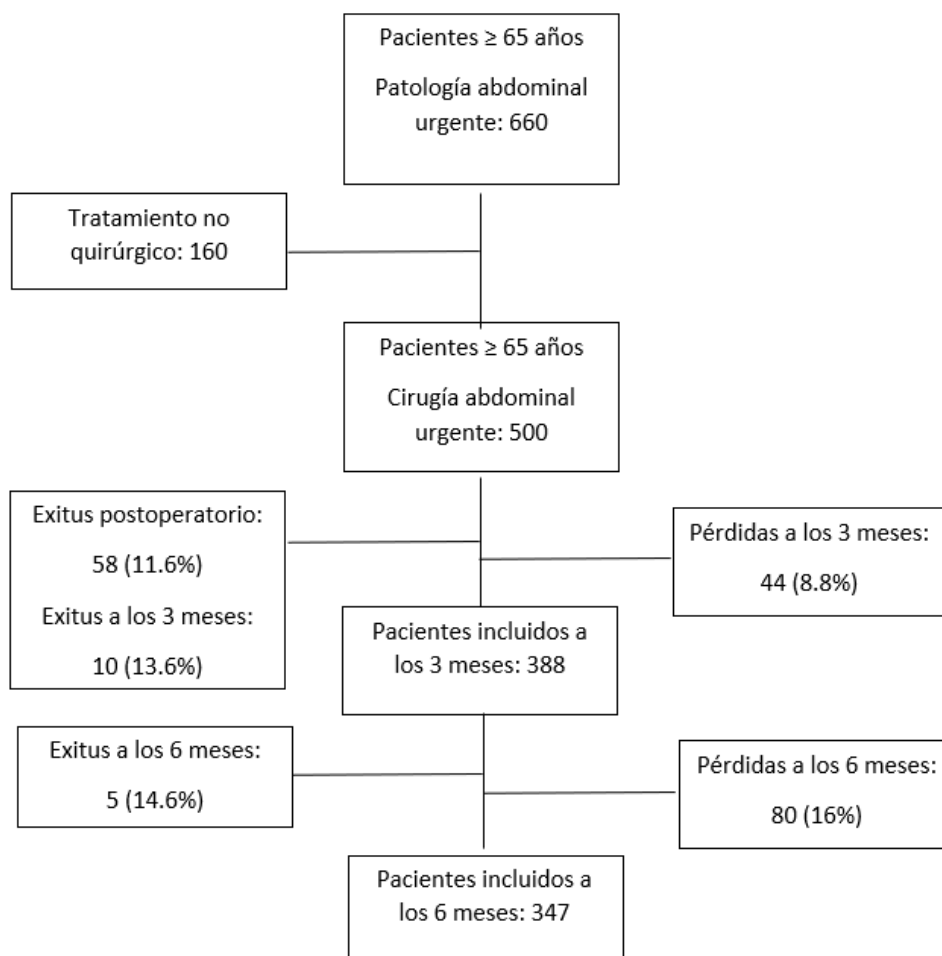 Pacientes ≥ 65 años
Patología abdominal
urgente: 660
Tratamiento no
quirúrgico: 160
Pacientes ≥ 65 años
Cirugía abdominal
urgente: 500
Exitus postoperatorio:
58 (11.6%)
Exitus a los 3 meses:
10 (13.6%)
Pérdidas a los 3 meses:
44 (8.8%)
Pacientes incluidos a
los 3 meses: 388
Exitus a los 6 meses:
5 (14.6%)
Pérdidas a los 6 meses:
80 (16%)
Pacientes incluidos a
los 6 meses: 347